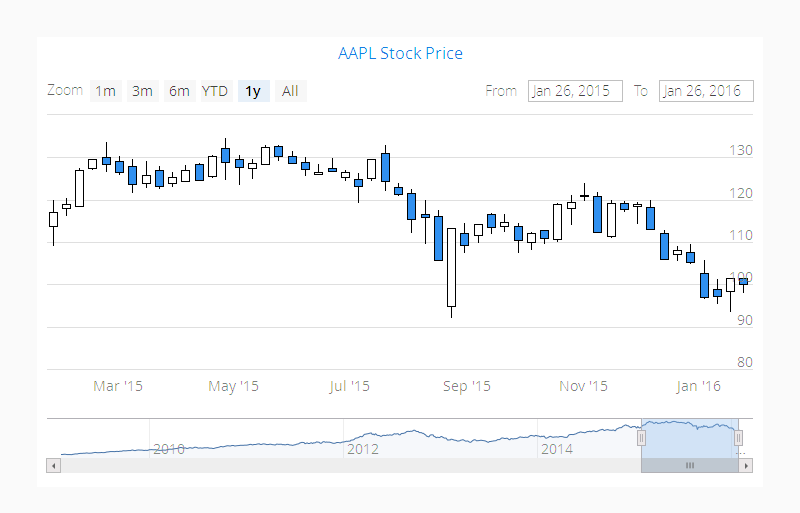 AAPL Stock Price
Zoom 1m 3m 6m YTD 1y All From Jan 26, 2015 To Jan 26, 2016
130
120
110
100
90
80
Mar '15 May '15 Jul '15 Sep '15 Nov '15 Jan '16
2010 2012 2014 ...